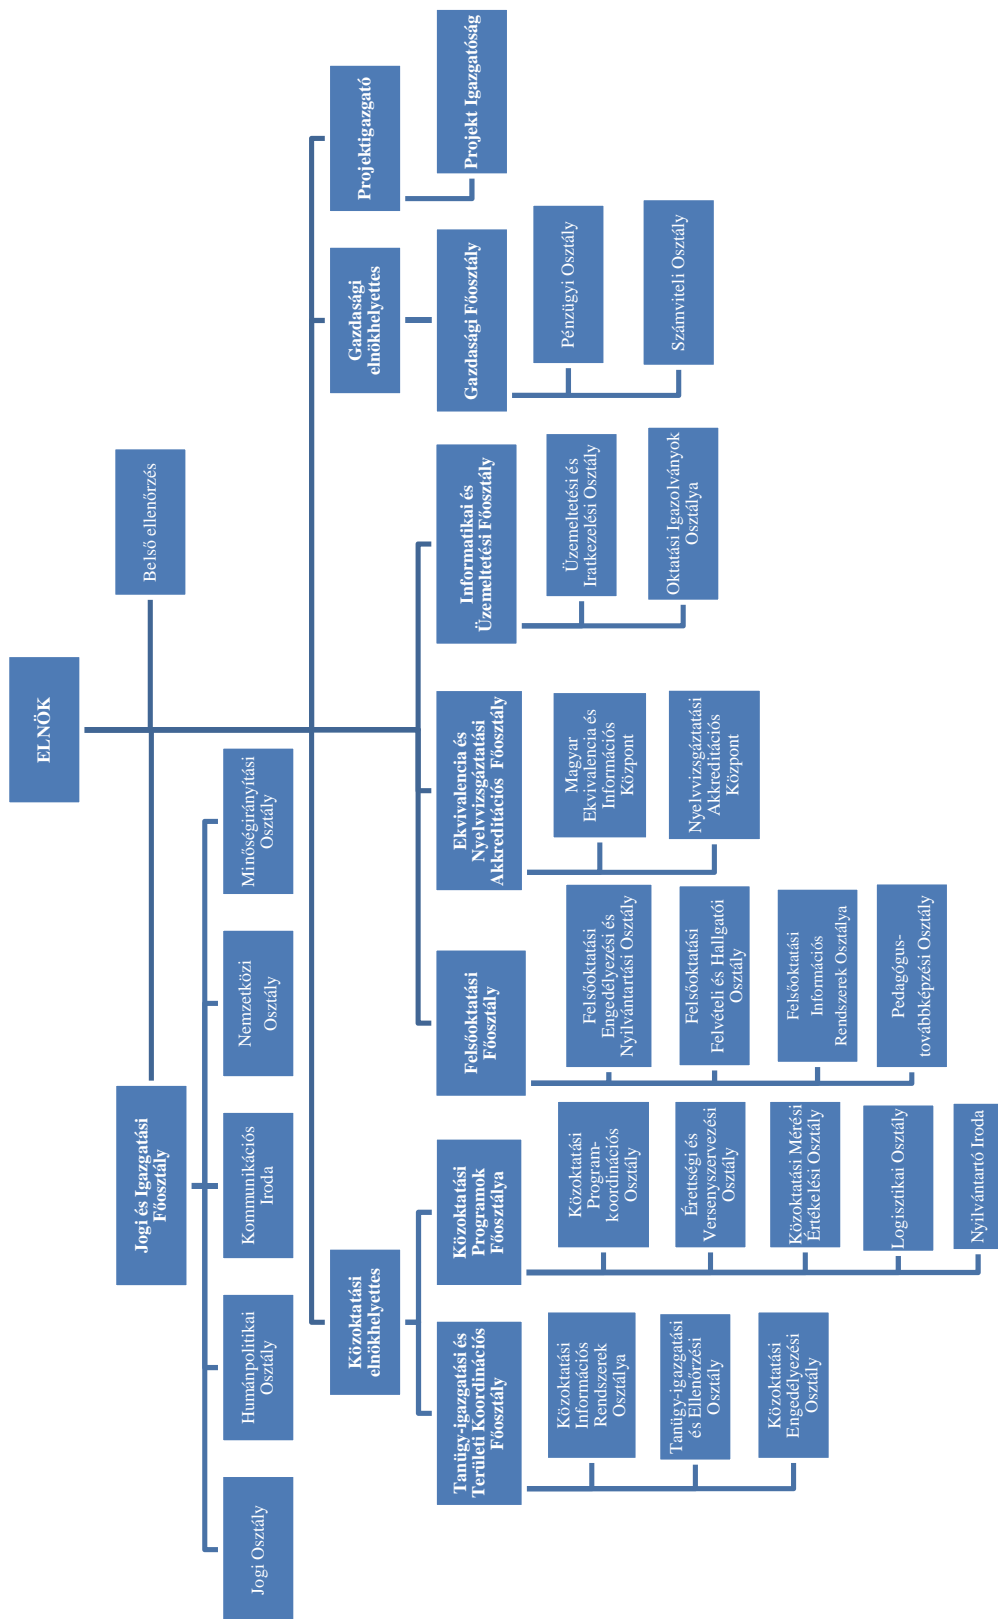 ELNÖK
Jogi és Igazgatási
Főosztály
Belső ellenőrzés
Jogi Osztály
Humánpolitikai
Osztály
Kommunikációs
Iroda
Nemzetközi
Osztály
Minőségirányítási
Osztály
Közoktatási
elnökhelyettes
Gazdasági
elnökhelyettes
Projektigazgató
Tanügy-igazgatási és
Területi Koordinációs
Főosztály
Közoktatási
Programok
Főosztálya
Felsőoktatási
Főosztály
Ekvivalencia és
Nyelvvizsgáztatási
Akkreditációs Főosztály
Informatikai és
Üzemeltetési Főosztály
Gazdasági Főosztály
Projekt Igazgatóság
Közoktatási
Információs
Rendszerek
Osztálya
Tanügy-igazgatási
és Ellenőrzési
Osztály
Közoktatási
Engedélyezési
Osztály
Közoktatási
Program-
koordinációs
Osztály
Érettségi és
Versenyszervezési
Osztály
Közoktatási Mérési
Értékelési Osztály
Logisztikai Osztály
Nyilvántartó Iroda
Felsőoktatási
Engedélyezési és
Nyilvántartási Osztály
Felsőoktatási
Felvételi és Hallgatói
Osztály
Felsőoktatási
Információs
Rendszerek Osztálya
Pedagógus-
továbbképzési Osztály
Magyar
Ekvivalencia és
Információs
Központ
Nyelvvizsgáztatási
Akkreditációs
Központ
Üzemeltetési és
Iratkezelési Osztály
Oktatási Igazolványok
Osztálya
Pénzügyi Osztály
Számviteli Osztály